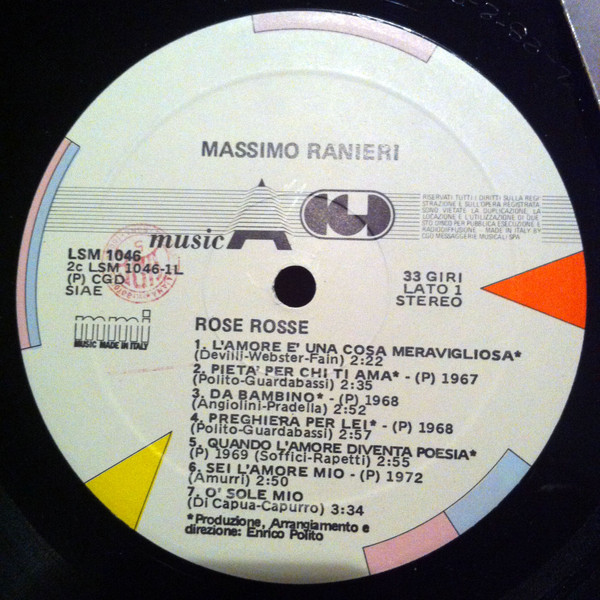 MASSIMO RANIERI
RISERVATI TUTTI I DIRITTI SULLA REGI
STRAZIONE E SULL'OPERA REGISTRATA
SONO VIETATE LA DUPLICAZIONE, LA
LOCAZIONE E L'UTILIZZAZIONE DI QUE
STO DISCO PER PUBBLICA ESECUZIONE E
RADIODIFFUSIONE. MADE IN ITALY BY
CGD MESSAGGERIE MUSICALI SPA
music A
CGD
LSM 1046
2c LSM 1046-1L
(P) CGD
SIAE
33 GIRI
LATO 1
STEREO
mmi
MUSIC MADE IN ITALY
ROSE ROSSE
1. L'AMORE E' UNA COSA MERAVIGLIOSA*
(Devilli-Webster-Fain) 2:22
2. PIETA' PER CHI TI AMA* - (P) 1967
(Polito-Guardabassi) 2:35
3. DA BAMBINO* - (P) 1968
(Angiolini-Pradella) 2:52
4. PREGHIERA PER LEI* - (P) 1968
(Polito-Guardabassi) 2:57
5. QUANDO L'AMORE DIVENTA POESIA*
(P) 1969 (Soffici-Rapetti) 2:55
6. SEI L'AMORE MIO - (P) 1972
(Amurri) 2:50
7. O' SOLE MIO
(Di Capua-Capurro) 3:34
*Produzione, Arrangiamento e
direzione: Enrico Polito